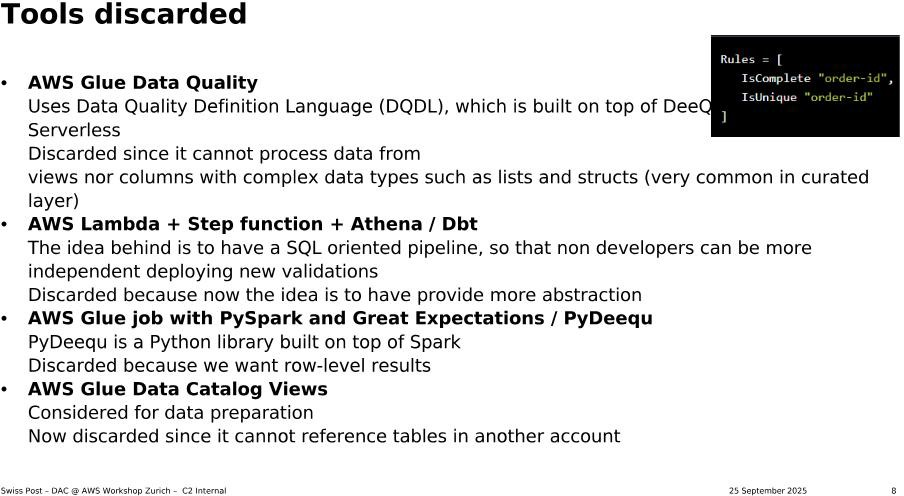 Tools discarded
• AWS Glue Data Quality
Uses Data Quality Definition Language (DQDL), which is built on top of
Serverless
Discarded since it cannot process data from
views nor columns with complex data types such as lists and structs (very common in curated
layer)
• AWS Lambda + Step function + Athena / Dbt
The idea behind is to have a SQL oriented pipeline, so that non developers can be more
independent deploying new validations
Discarded because now the idea is to have provide more abstraction
• AWS Glue job with PySpark and Great Expectations / PyDeequ
PyDeequ is a Python library built on top of Spark
Discarded because we want row-level results
• AWS Glue Data Catalog Views
Considered for data preparation
Now discarded since it cannot reference tables in another account
Rules = [
IsComplete "order-id",
IsUnique "order-id"
]
Swiss Post – DAC @ AWS Workshop Zurich – C2 Internal
25 September 2025
8